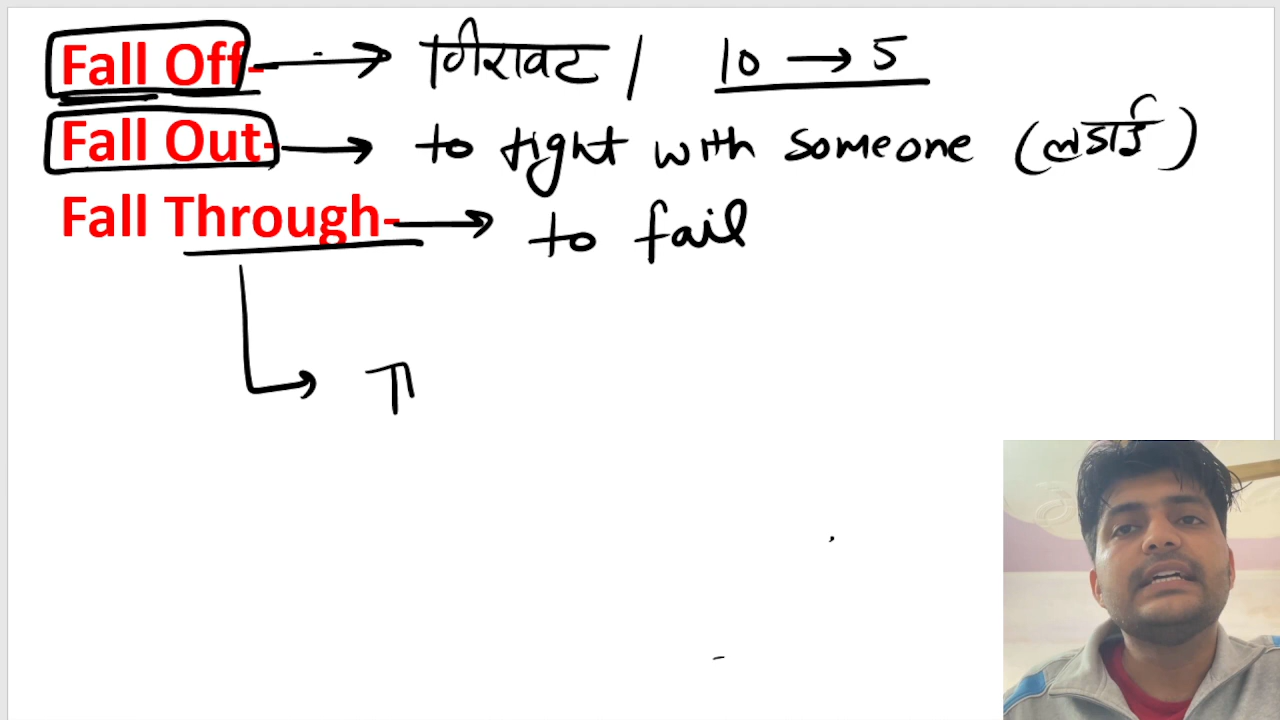 Fall Off- → गिरावट / 10 → 5
Fall Out- → to fight with someone (लडाई)
Fall Through- → to fail